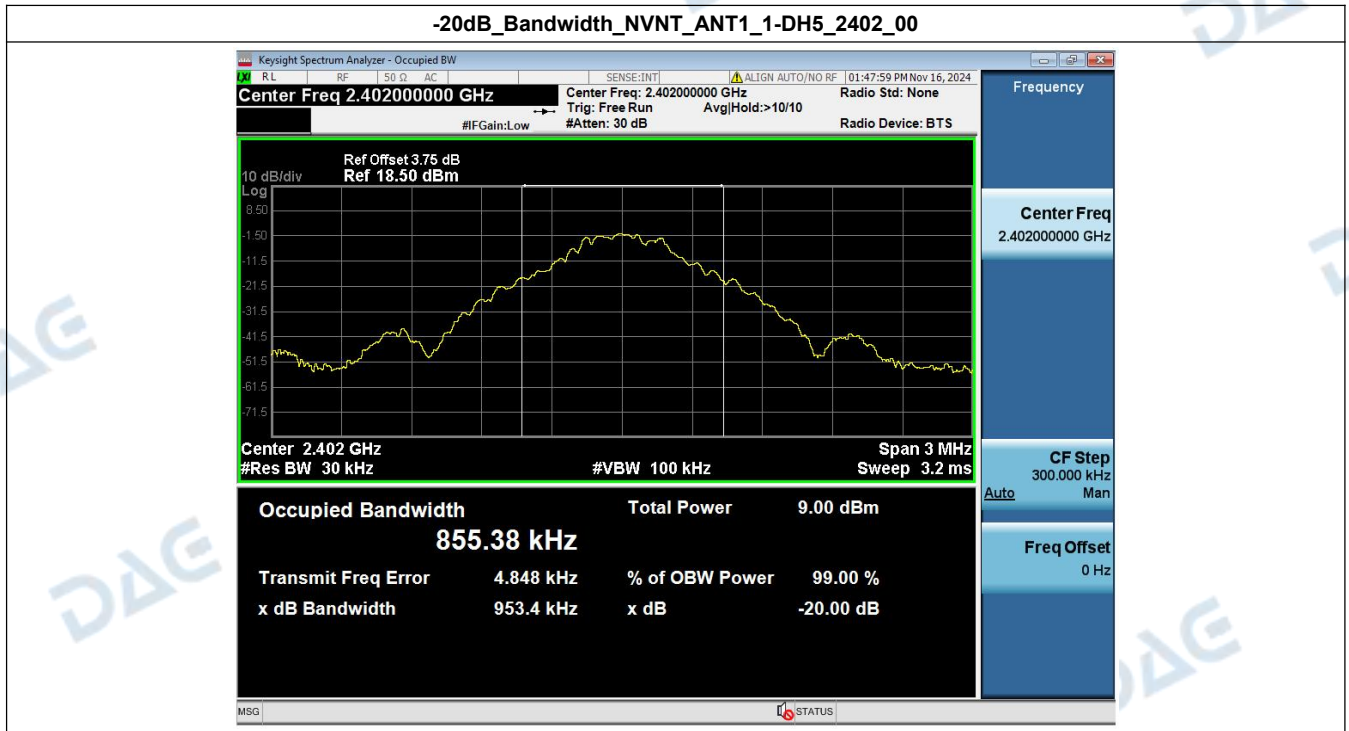 -20dB_Bandwidth_NVNT_ANT1_1-DH5_2402_00
Keysight Spectrum Analyzer - Occupied BW
LXI RL RF 50 Ω AC SENSE:INT ALIGN AUTO/NO RF 01:47:59 PM Nov 16, 2024
Center Freq 2.402000000 GHz
Center Freq: 2.402000000 GHz Radio Std: None
Trig: Free Run Avg|Hold:>10/10
#IFGain:Low #Atten: 30 dB Radio Device: BTS
Ref Offset 3.75 dB
10 dB/div Ref 18.50 dBm
Log
8.50
-1.50
-11.5
-21.5
-31.5
-41.5
-51.5
-61.5
-71.5
Center 2.402 GHz Span 3 MHz
#Res BW 30 kHz #VBW 100 kHz Sweep 3.2 ms
Occupied Bandwidth Total Power 9.00 dBm
855.38 kHz
Transmit Freq Error 4.848 kHz % of OBW Power 99.00 %
x dB Bandwidth 953.4 kHz x dB -20.00 dB
MSG STATUS
Frequency
Center Freq
2.402000000 GHz
CF Step
300.000 kHz
Auto Man
Freq Offset
0 Hz
DAE
DAE
DAE